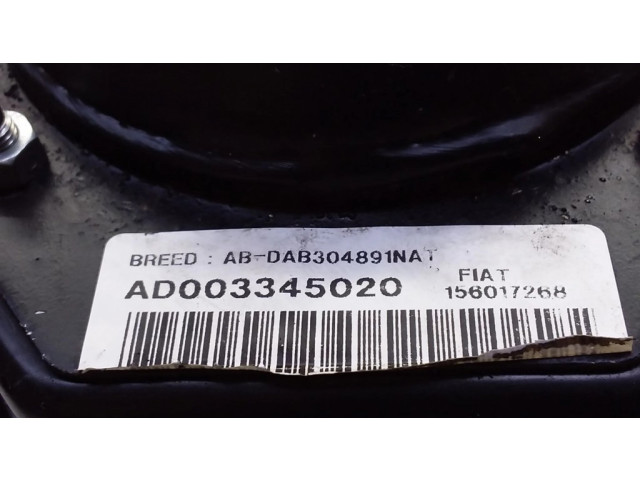 BREED : AB-DAB304891NAT
FIAT
AD003345020
156017268